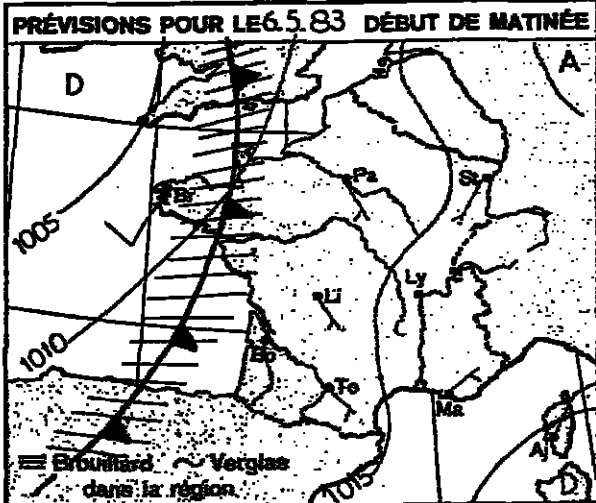 PRÉVISIONS POUR LE 6.5.83 DÉBUT DE MATINÉE
D
A
Pa
St
Br
1005
Ly
Li
1010
Bo
To
Ma
Aj
Brouillard
Verglas
D
dans la région
1015